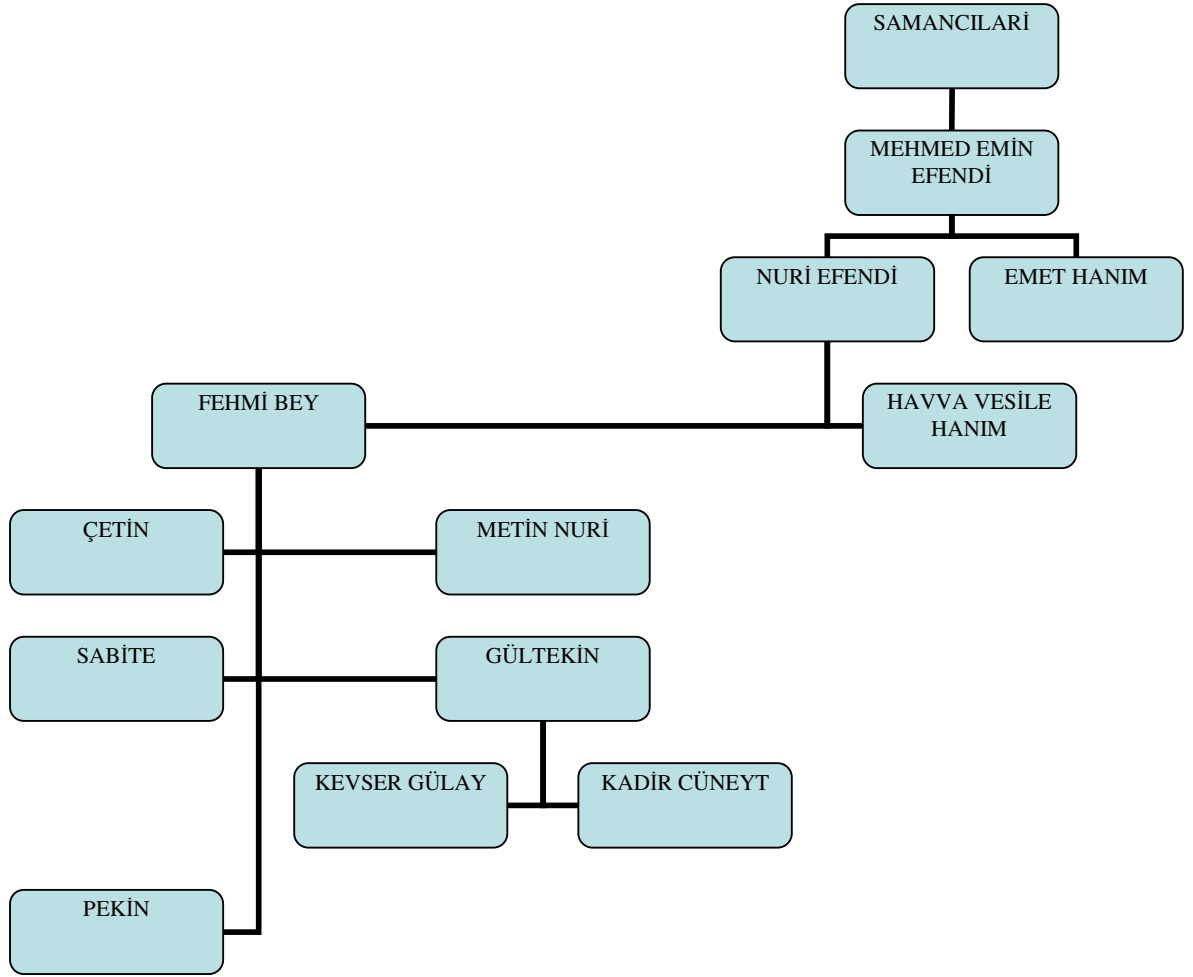 SAMANCILARİ
MEHMED EMİN
EFENDİ
NURİ EFENDİ
EMET HANIM
FEHMİ BEY
HAVVA VESİLE
HANIM
ÇETİN
METİN NURİ
SABİTE
GÜLTEKİN
KEVSER GÜLAY
KADİR CÜNEYT
PEKİN